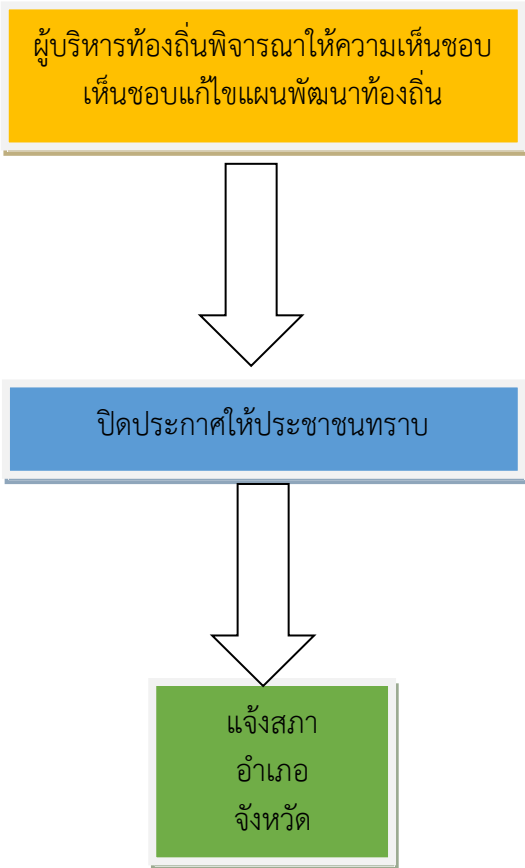 ผู้บริหารท้องถิ่นพิจารณาให้ความเห็นชอบ
เห็นชอบแก้ไขแผนพัฒนาท้องถิ่น
ปิดประกาศให้ประชาชนทราบ
แจ้งสภา
อำเภอ
จังหวัด